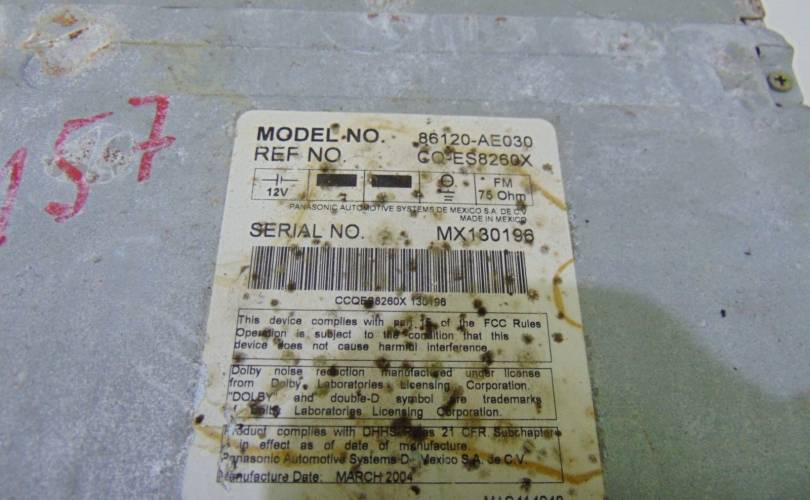 157
MODEL NO. 86120-AE030
REF NO. CQ-ES8260X
12V
FM
75 Ohm
PANASONIC AUTOMOTIVE SYSTEMS DE MEXICO S.A. DE C.V.
MADE IN MEXICO
SERIAL NO. MX130196
CCQES8260X 130196
This device complies with part 15 of the FCC Rules
Operation is subject to the condition that this
device does not cause harmful interference.
Dolby noise reduction manufactured under license
from Dolby Laboratories Licensing Corporation.
"DOLBY" and double-D symbol are trademarks
of Dolby Laboratories Licensing Corporation.
Product complies with DHHS Rules 21 CFR. Subchapter
in effect as of date of manufacture.
Panasonic Automotive Systems De Mexico S.A. de C.V.
Manufacture Date: MARCH 2004